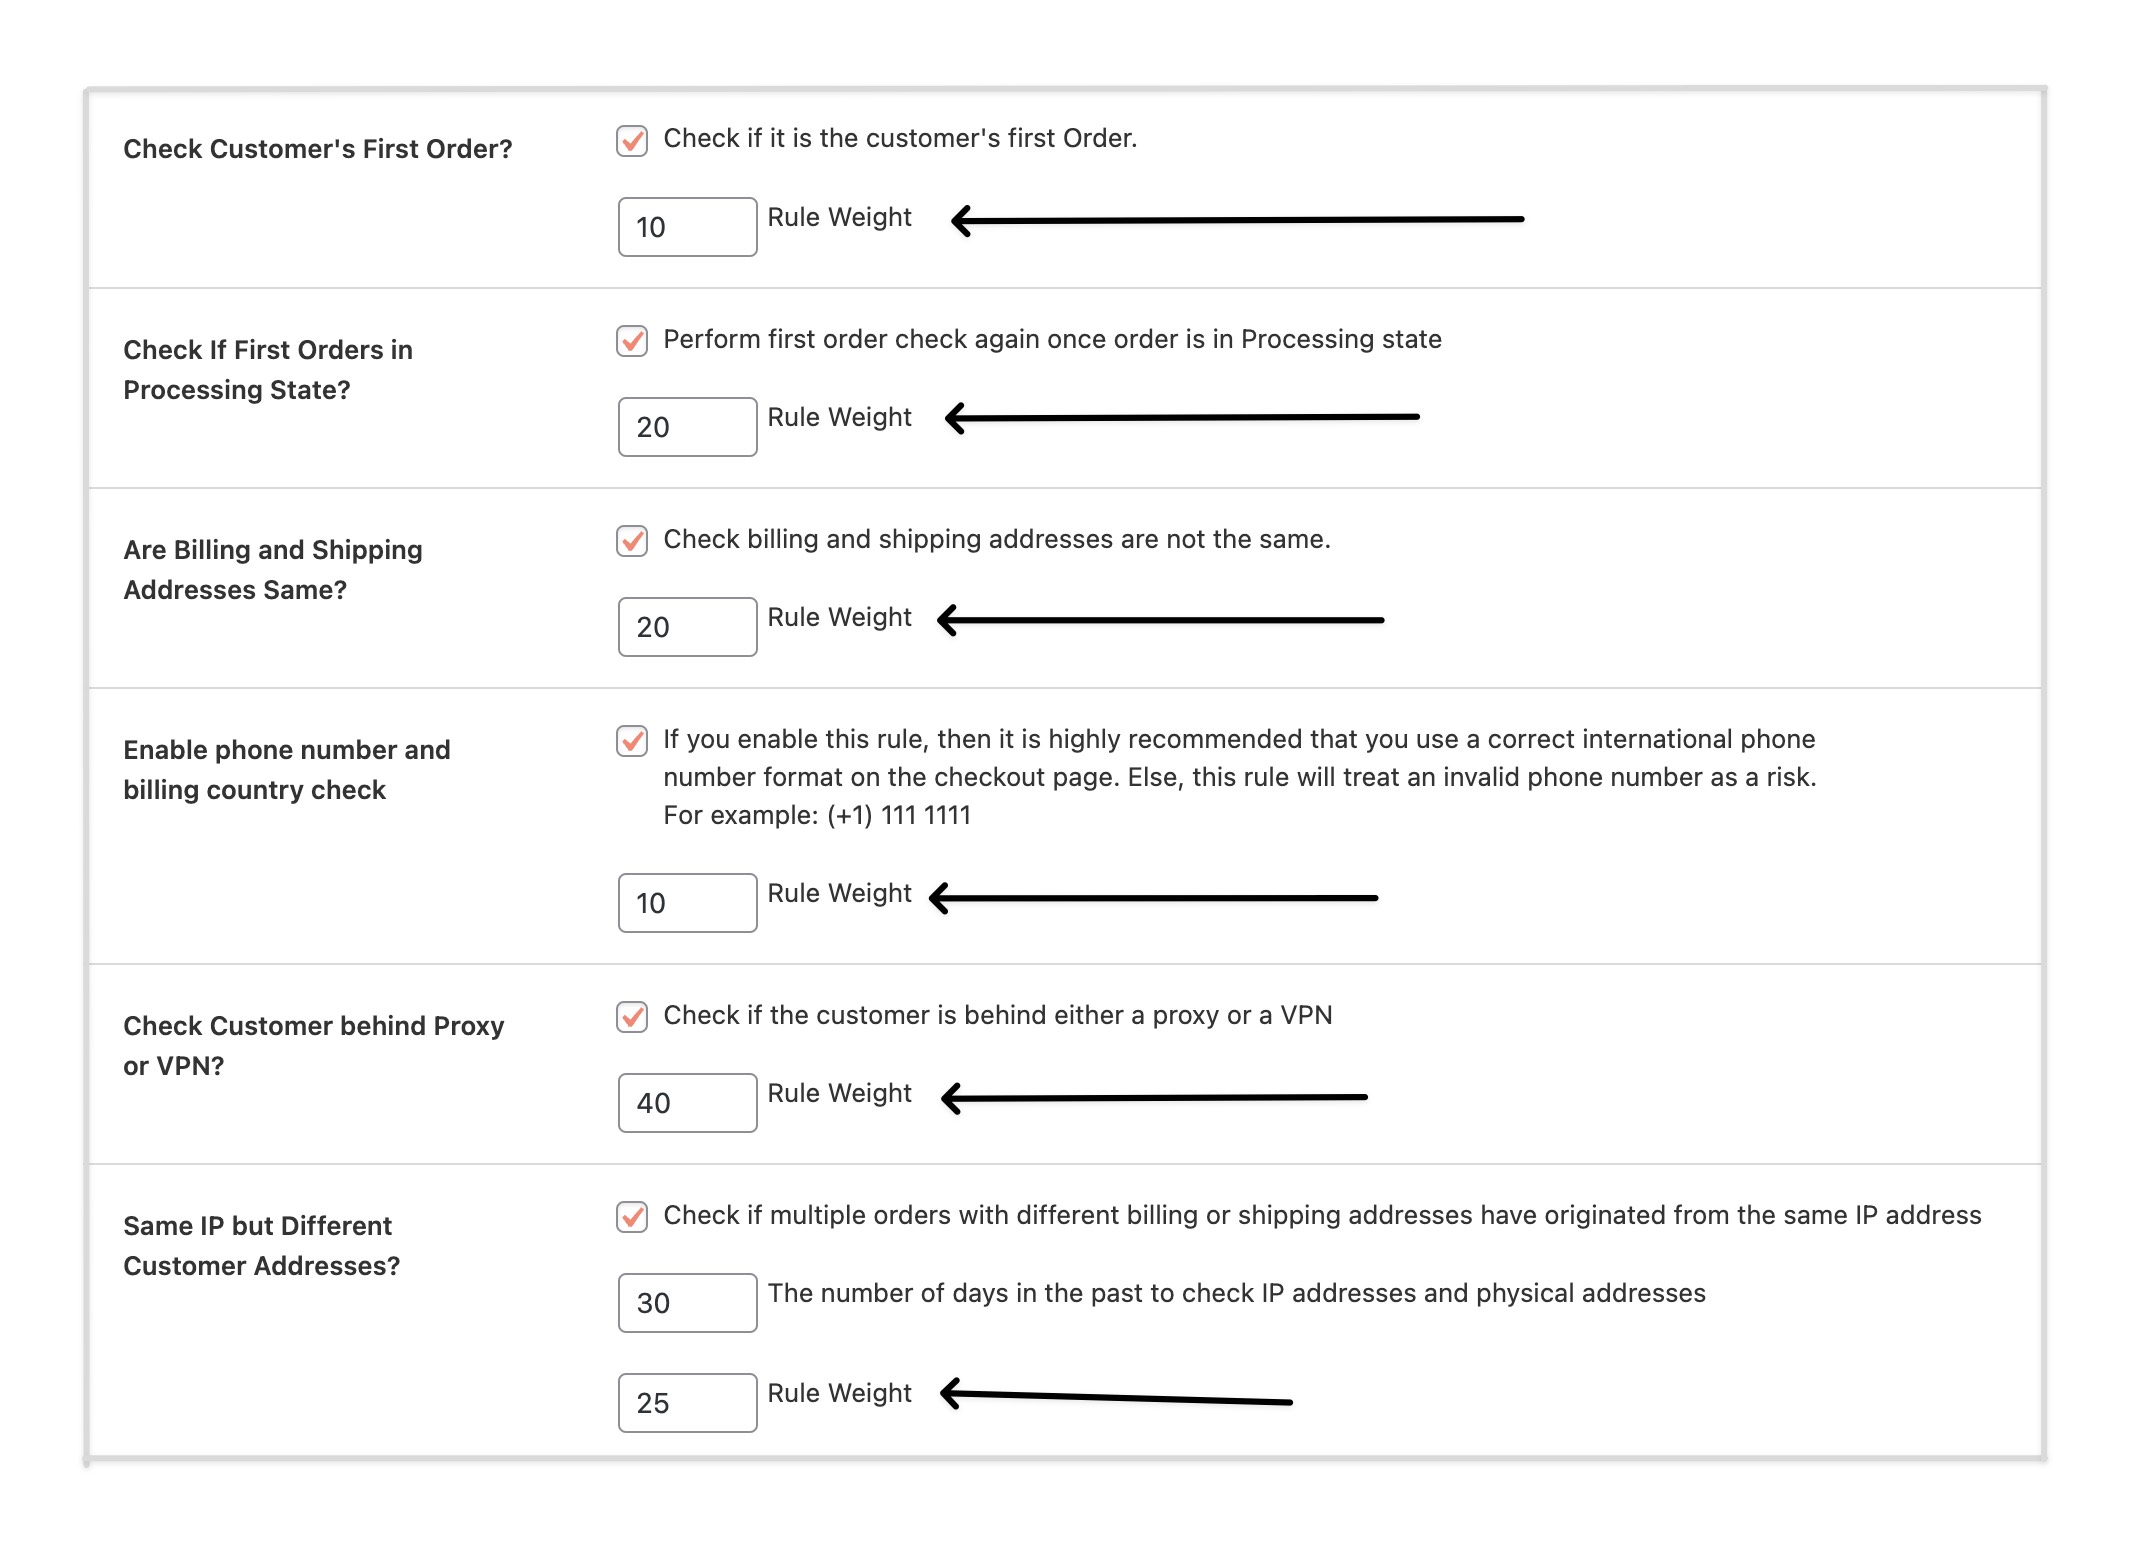 Check Customer's First Order?
Check if it is the customer's first Order.
10 Rule Weight
Check If First Orders in
Processing State?
Perform first order check again once order is in Processing state
20 Rule Weight
Are Billing and Shipping
Addresses Same?
Check billing and shipping addresses are not the same.
20 Rule Weight
Enable phone number and
billing country check
If you enable this rule, then it is highly recommended that you use a correct international phone
number format on the checkout page. Else, this rule will treat an invalid phone number as a risk.
For example: (+1) 111 1111
10 Rule Weight
Check Customer behind Proxy
or VPN?
Check if the customer is behind either a proxy or a VPN
40 Rule Weight
Same IP but Different
Customer Addresses?
Check if multiple orders with different billing or shipping addresses have originated from the same IP address
30 The number of days in the past to check IP addresses and physical addresses
25 Rule Weight